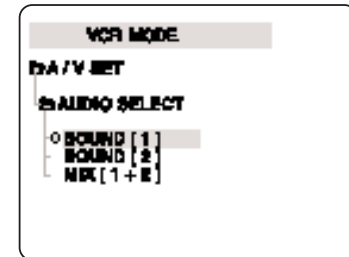 VCR MODE
A / V SET
AUDIO SELECT
SOUND [ 1 ]
SOUND [ 2 ]
MIX [ 1 + 2 ]